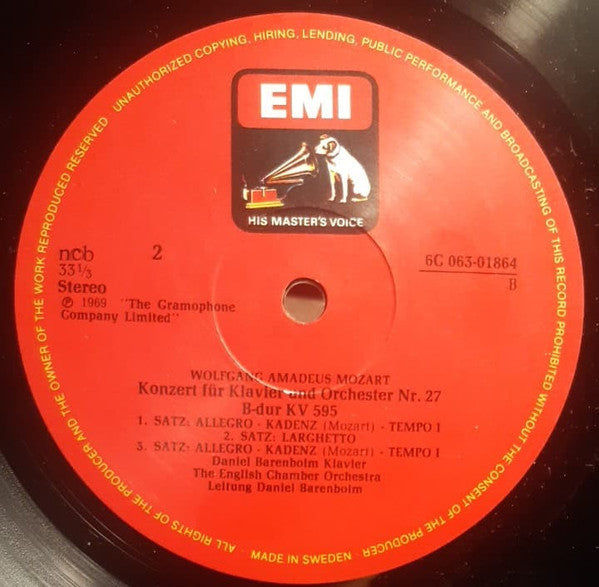 ALL RIGHTS OF THE PRODUCER AND THE OWNER OF THE WORK REPRODUCED RESERVED · UNAUTHORIZED COPYING, HIRING, LENDING, PUBLIC PERFORMANCE AND BROADCASTING OF THIS RECORD PROHIBITED WITHOUT THE CONSENT OF THE PRODUCER ·
EMI
HIS MASTER'S VOICE
ncb 2
33 1/3
Stereo
℗ 1969 "The Gramophone
Company Limited"
6C 063-01864
B
WOLFGANG AMADEUS MOZART
Konzert für Klavier und Orchester Nr. 27
B-dur KV 595
1. SATZ: ALLEGRO - KADENZ (Mozart) - TEMPO I
2. SATZ: LARGHETTO
3. SATZ: ALLEGRO - KADENZ (Mozart) - TEMPO I
Daniel Barenboim Klavier
The English Chamber Orchestra
Leitung Daniel Barenboim
MADE IN SWEDEN